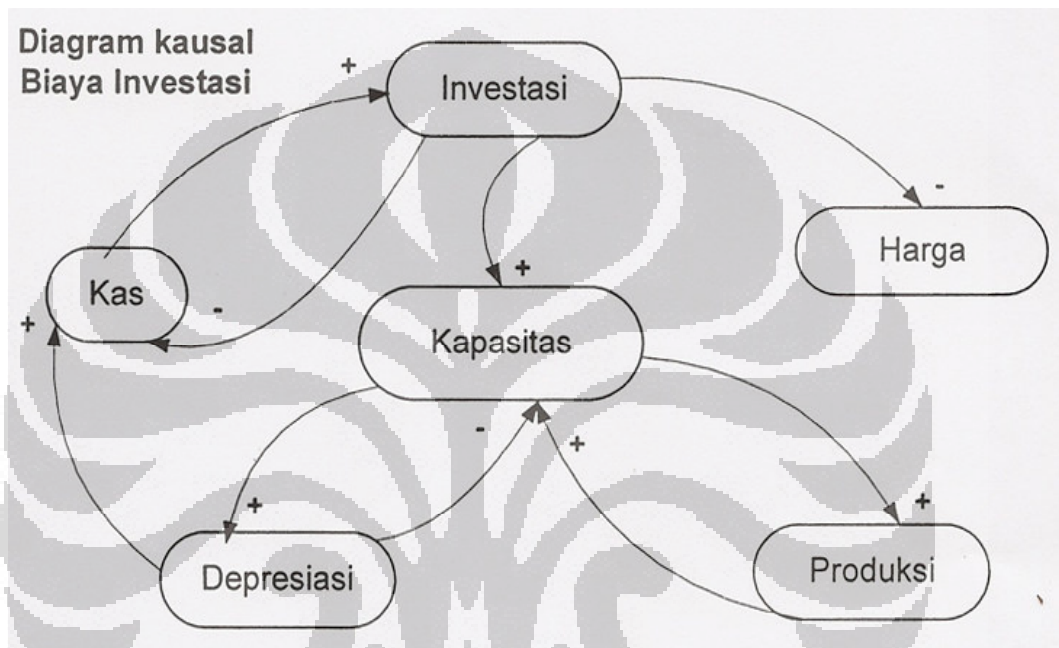 Diagram kausal
Biaya Investasi
+
Investasi
-
Harga
Kas
-
+
+
Kapasitas
-
+
+
+
Depresiasi
Produksi